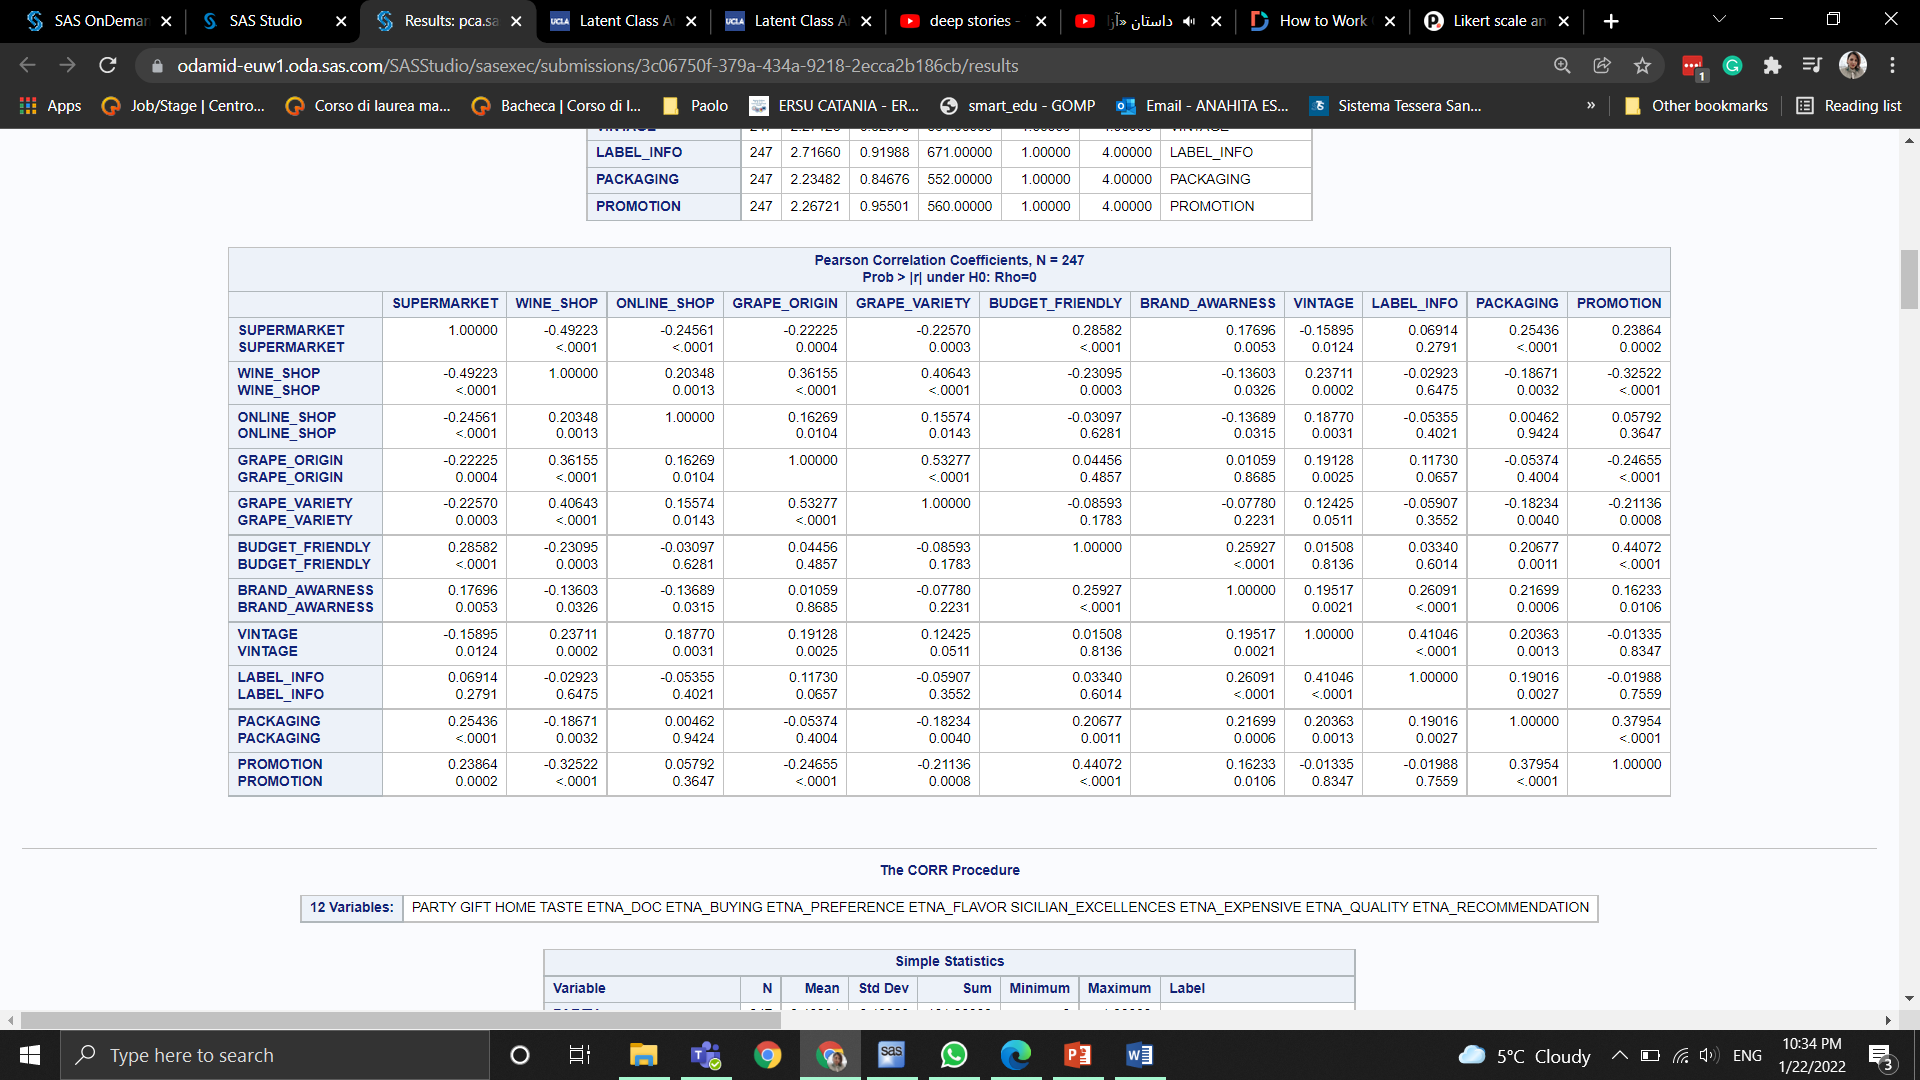 SAS OnDeman
SAS Studio
Results: pca.sa
Latent Class A
Latent Class A
deep stories -
داستان «آرا
How to Work
Likert scale an
odamid-euw1.oda.sas.com/SASStudio/sasexec/submissions/3c06750f-379a-434a-9218-2ecca2b186cb/results
Apps Job/Stage | Centro... Corso di laurea ma... Bacheca | Corso di l... Paolo ERSU CATANIA - ER... smart_edu - GOMP Email - ANAHITA ES... Sistema Tessera San... » Other bookmarks Reading list
LABEL_INFO 247 2.71660 0.91988 671.00000 1.00000 4.00000 LABEL_INFO
PACKAGING 247 2.23482 0.84676 552.00000 1.00000 4.00000 PACKAGING
PROMOTION 247 2.26721 0.95501 560.00000 1.00000 4.00000 PROMOTION
Pearson Correlation Coefficients, N = 247
Prob > |r| under H0: Rho=0
SUPERMARKET WINE_SHOP ONLINE_SHOP GRAPE_ORIGIN GRAPE_VARIETY BUDGET_FRIENDLY BRAND_AWARNESS VINTAGE LABEL_INFO PACKAGING PROMOTION
SUPERMARKET 1.00000 -0.49223 -0.24561 -0.22225 -0.22570 0.28582 0.17696 -0.15895 0.06914 0.25436 0.23864
SUPERMARKET <.0001 <.0001 0.0004 0.0003 <.0001 0.0053 0.0124 0.2791 <.0001 0.0002
WINE_SHOP -0.49223 1.00000 0.20348 0.36155 0.40643 -0.23095 -0.13603 0.23711 -0.02923 -0.18671 -0.32522
WINE_SHOP <.0001 0.0013 <.0001 <.0001 0.0003 0.0326 0.0002 0.6475 0.0032 <.0001
ONLINE_SHOP -0.24561 0.20348 1.00000 0.16269 0.15574 -0.03097 -0.13689 0.18770 -0.05355 0.00462 0.05792
ONLINE_SHOP <.0001 0.0013 0.0104 0.0143 0.6281 0.0315 0.0031 0.4021 0.9424 0.3647
GRAPE_ORIGIN -0.22225 0.36155 0.16269 1.00000 0.53277 0.04456 0.01059 0.19128 0.11730 -0.05374 -0.24655
GRAPE_ORIGIN 0.0004 <.0001 0.0104 <.0001 0.4857 0.8685 0.0025 0.0657 0.4004 <.0001
GRAPE_VARIETY -0.22570 0.40643 0.15574 0.53277 1.00000 -0.08593 -0.07780 0.12425 -0.05907 -0.18234 -0.21136
GRAPE_VARIETY 0.0003 <.0001 0.0143 <.0001 0.1783 0.2231 0.0511 0.3552 0.0040 0.0008
BUDGET_FRIENDLY 0.28582 -0.23095 -0.03097 0.04456 -0.08593 1.00000 0.25927 0.01508 0.03340 0.20677 0.44072
BUDGET_FRIENDLY <.0001 0.0003 0.6281 0.4857 0.1783 <.0001 0.8136 0.6014 0.0011 <.0001
BRAND_AWARNESS 0.17696 -0.13603 -0.13689 0.01059 -0.07780 0.25927 1.00000 0.19517 0.26091 0.21699 0.16233
BRAND_AWARNESS 0.0053 0.0326 0.0315 0.8685 0.2231 <.0001 0.0021 <.0001 0.0006 0.0106
VINTAGE -0.15895 0.23711 0.18770 0.19128 0.12425 0.01508 0.19517 1.00000 0.41046 0.20363 -0.01335
VINTAGE 0.0124 0.0002 0.0031 0.0025 0.0511 0.8136 0.0021 <.0001 0.0013 0.8347
LABEL_INFO 0.06914 -0.02923 -0.05355 0.11730 -0.05907 0.03340 0.26091 0.41046 1.00000 0.19016 -0.01988
LABEL_INFO 0.2791 0.6475 0.4021 0.0657 0.3552 0.6014 <.0001 <.0001 0.0027 0.7559
PACKAGING 0.25436 -0.18671 0.00462 -0.05374 -0.18234 0.20677 0.21699 0.20363 0.19016 1.00000 0.37954
PACKAGING <.0001 0.0032 0.9424 0.4004 0.0040 0.0011 0.0006 0.0013 0.0027 <.0001
PROMOTION 0.23864 -0.32522 0.05792 -0.24655 -0.21136 0.44072 0.16233 -0.01335 -0.01988 0.37954 1.00000
PROMOTION 0.0002 <.0001 0.3647 <.0001 0.0008 <.0001 0.0106 0.8347 0.7559 <.0001
The CORR Procedure
12 Variables: PARTY GIFT HOME TASTE ETNA_DOC ETNA_BUYING ETNA_PREFERENCE ETNA_FLAVOR SICILIAN_EXCELLENCES ETNA_EXPENSIVE ETNA_QUALITY ETNA_RECOMMENDATION
Simple Statistics
Variable N Mean Std Dev Sum Minimum Maximum Label
Type here to search
5°C Cloudy
ENG
10:34 PM
1/22/2022
3